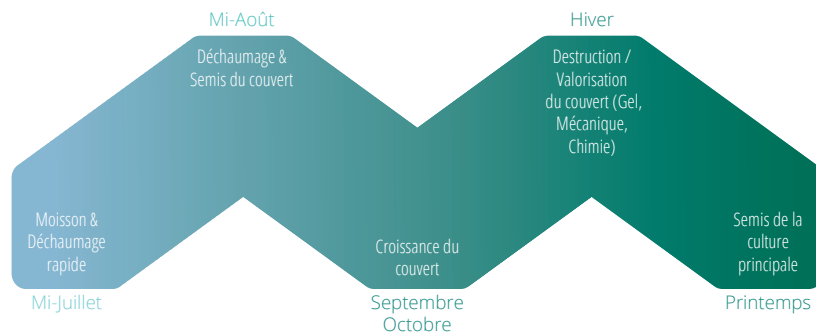 Mi-Août
Hiver
Déchaumage &
Semis du couvert
Destruction /
Valorisation
du couvert (Gel,
Mécanique,
Chimie)
Moisson &
Déchaumage
rapide
Croissance du
couvert
Semis de la
culture
principale
Mi-Juillet
Septembre
Octobre
Printemps